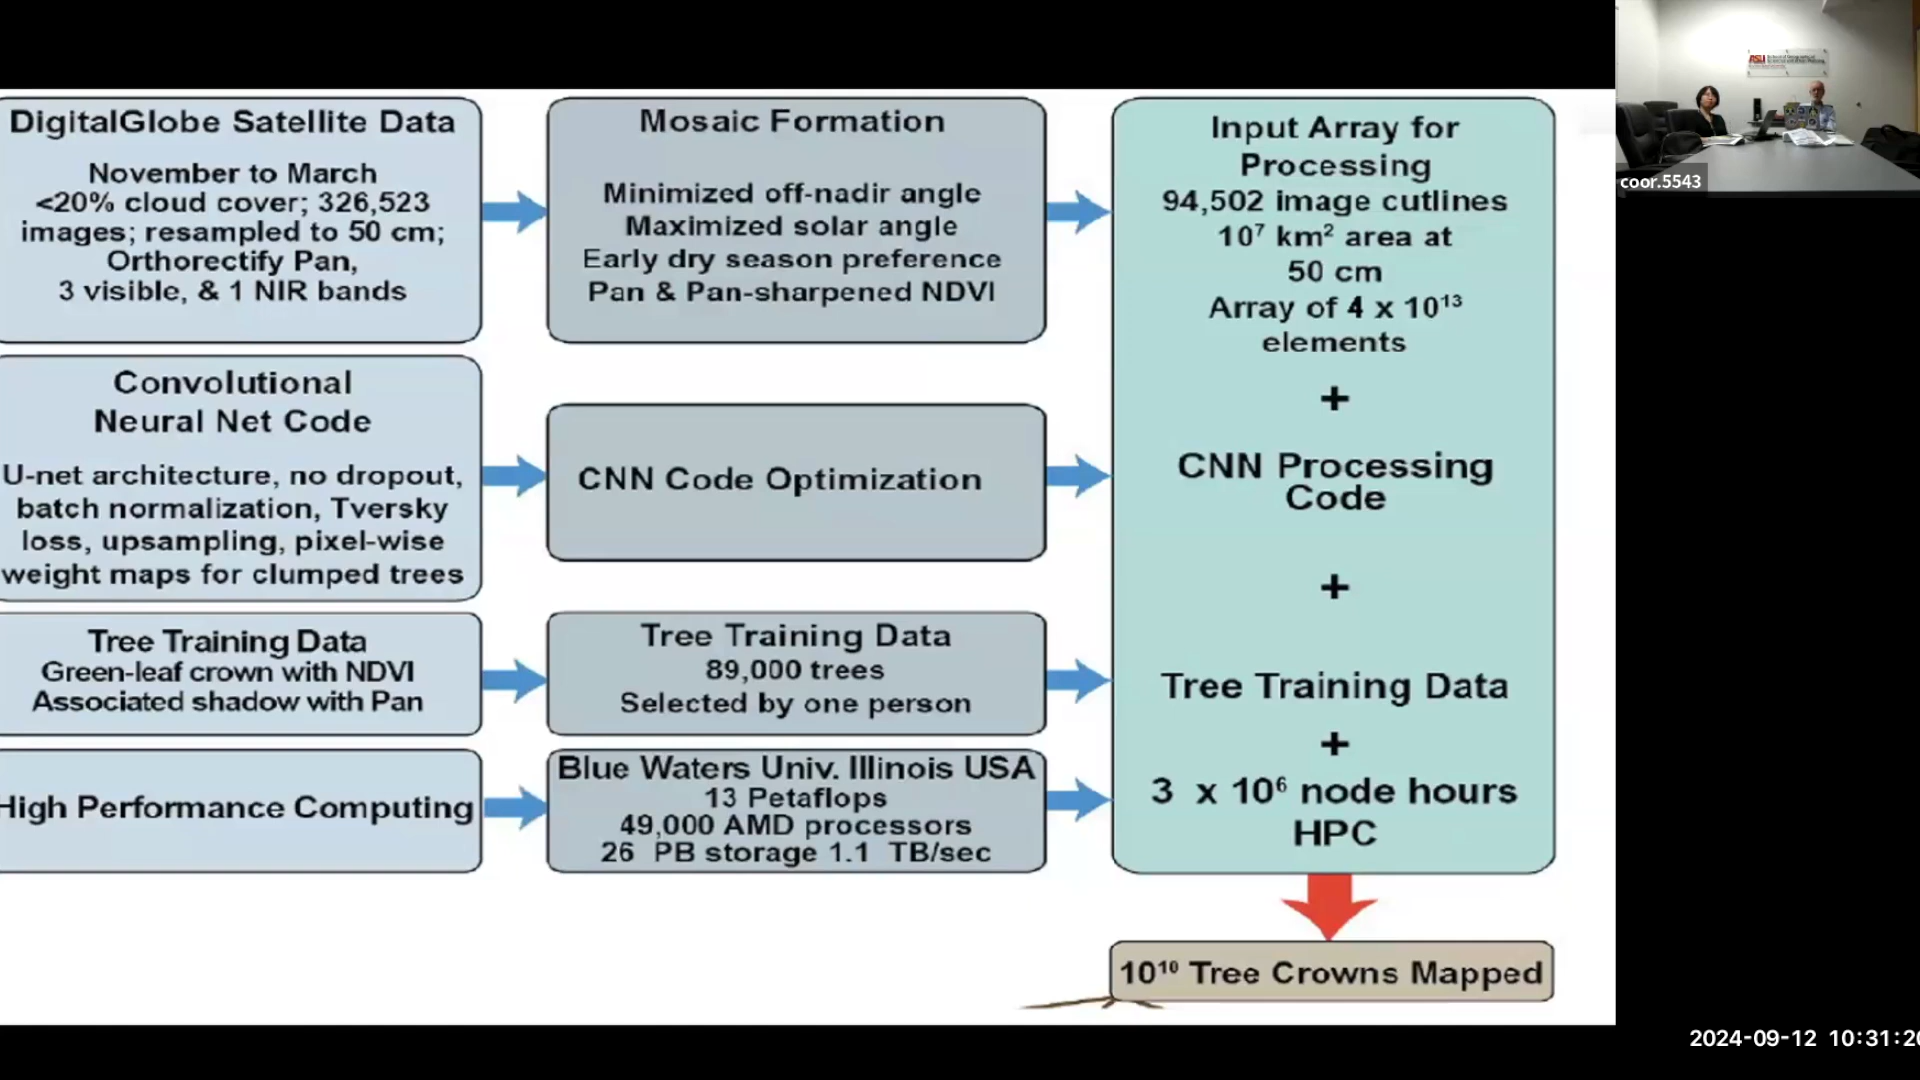 DigitalGlobe Satellite Data
November to March
<20% cloud cover; 326,523
images; resampled to 50 cm;
Orthorectify Pan,
3 visible, & 1 NIR bands
Mosaic Formation
Minimized off-nadir angle
Maximized solar angle
Early dry season preference
Pan & Pan-sharpened NDVI
Input Array for
Processing
94,502 image cutlines
10⁷ km² area at
50 cm
Array of 4 x 10¹³
elements
+
CNN Processing
Code
+
Tree Training Data
+
3 x 10⁶ node hours
HPC
Convolutional
Neural Net Code
U-net architecture, no dropout,
batch normalization, Tversky
loss, upsampling, pixel-wise
weight maps for clumped trees
CNN Code Optimization
Tree Training Data
Green-leaf crown with NDVI
Associated shadow with Pan
Tree Training Data
89,000 trees
Selected by one person
High Performance Computing
Blue Waters Univ. Illinois USA
13 Petaflops
49,000 AMD processors
26 PB storage 1.1 TB/sec
10¹⁰ Tree Crowns Mapped
ASU
coor.5543
2024-09-12 10:31:20